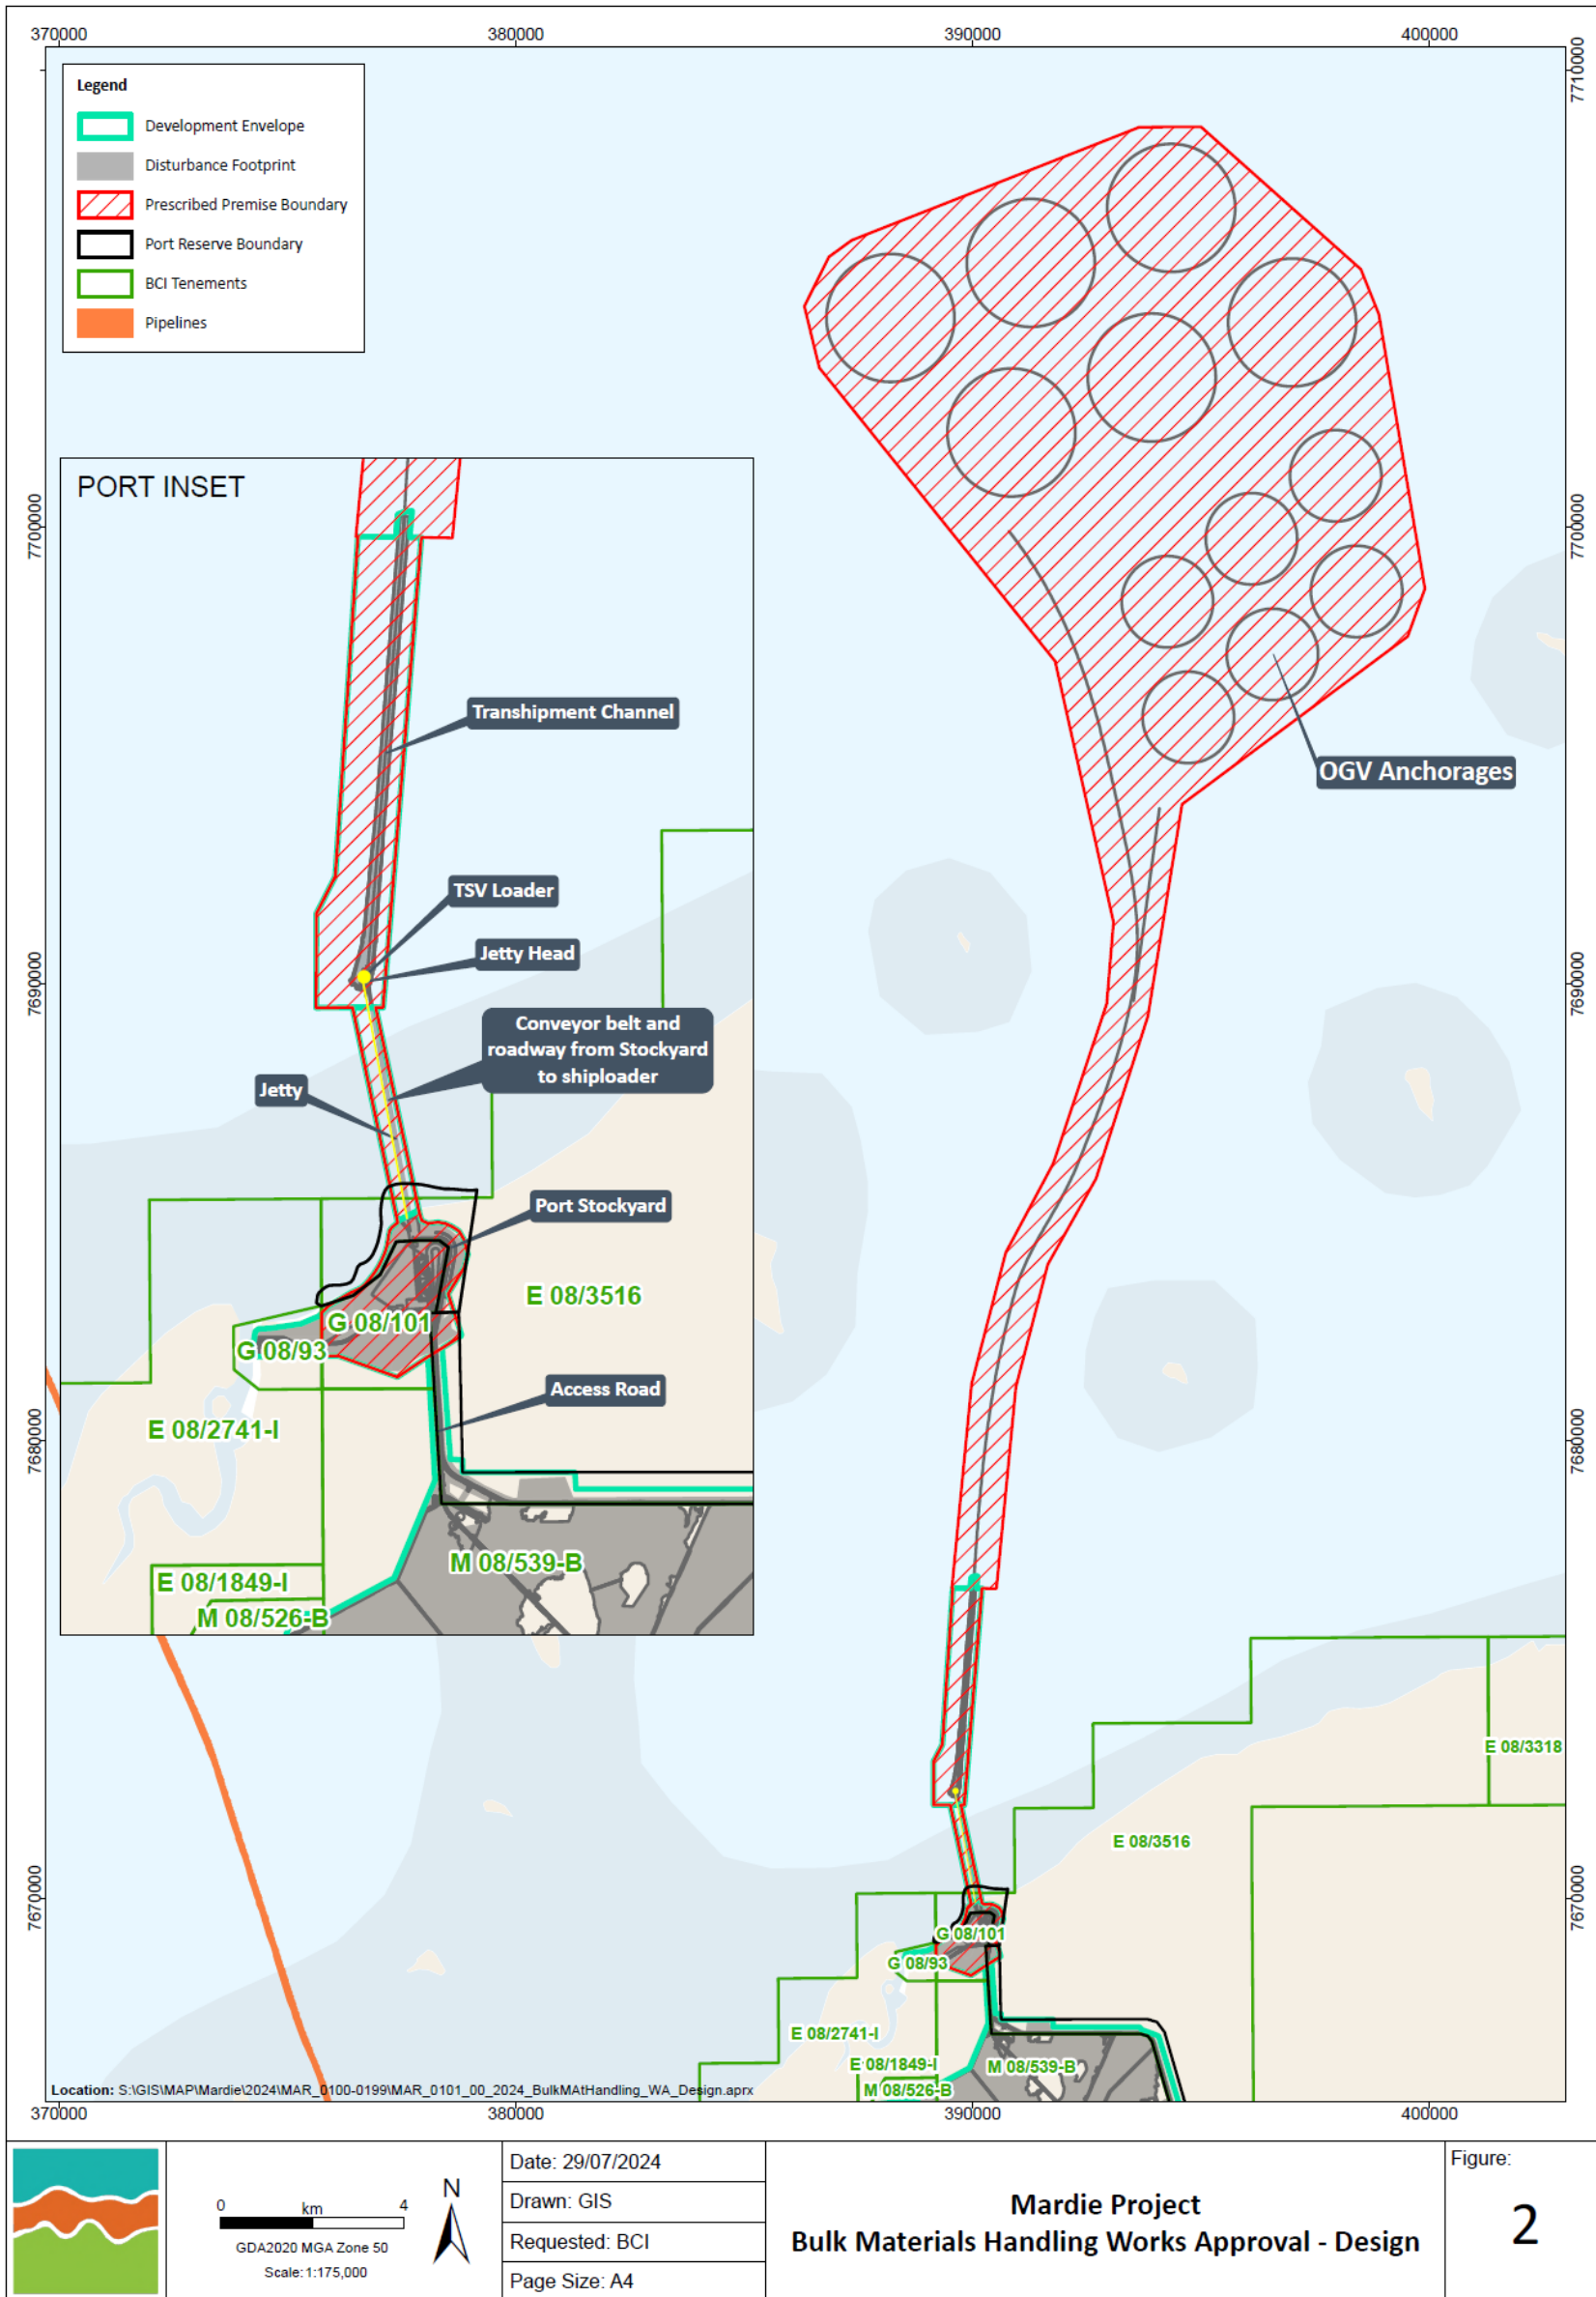 370000
380000
390000
400000
7710000
7710000
Legend
Development Envelope
Disturbance Footprint
Prescribed Premise Boundary
Port Reserve Boundary
BCI Tenements
Pipelines
PORT INSET
7700000
7700000
Transhipment Channel
OGV Anchorages
TSV Loader
Jetty Head
7690000
7690000
Conveyor belt and
roadway from Stockyard
to shiploader
Jetty
Port Stockyard
E 08/3516
G 08/101
G 08/93
Access Road
E 08/2741-I
7680000
7680000
M 08/539-B
E 08/1849-I
M 08/526-B
E 08/3318
E 08/3516
7670000
7670000
G 08/101
G 08/93
E 08/2741-I
E 08/1849-I
M 08/539-B
M 08/526-B
Location: S:\GIS\MAP\Mardie\2024\MAR_0100-0199\MAR_0101_00_2024_BulkMAtHandling_WA_Design.aprx
370000
380000
390000
400000
0 km 4
GDA2020 MGA Zone 50
Scale:1:175,000
N
Date: 29/07/2024
Drawn: GIS
Requested: BCI
Page Size: A4
Mardie Project
Bulk Materials Handling Works Approval - Design
Figure:
2